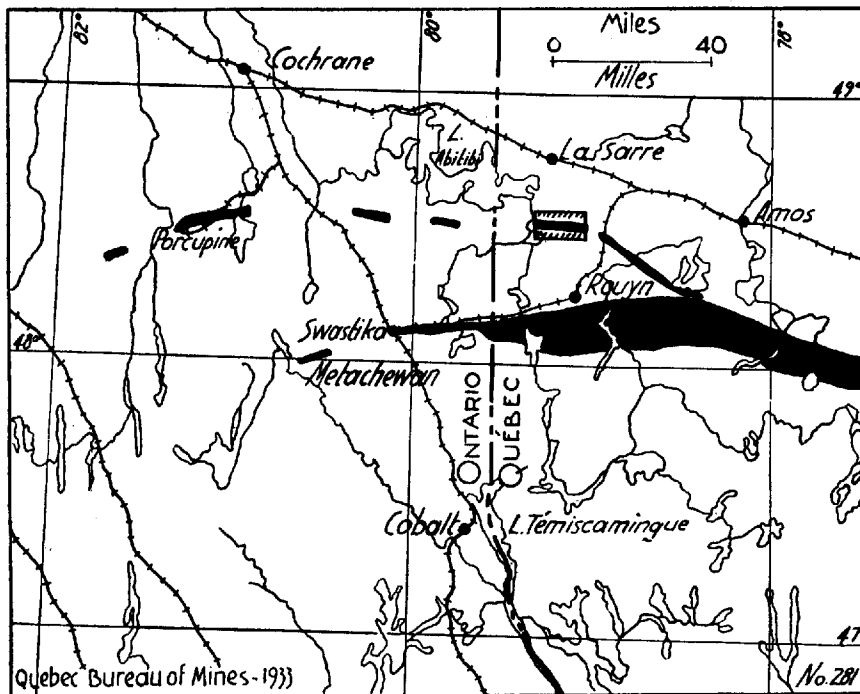 82°
80
78°
Miles
0 40
Milles
Cochrane
49°
L.
Abitibi
La Sarre
Amos
Porcupine
Rouyn
Swastika
48°
Matachewan
ONTARIO
QUÉBEC
Cobalt
L. Témiscamingue
47
Quebec Bureau of Mines - 1933
No. 281